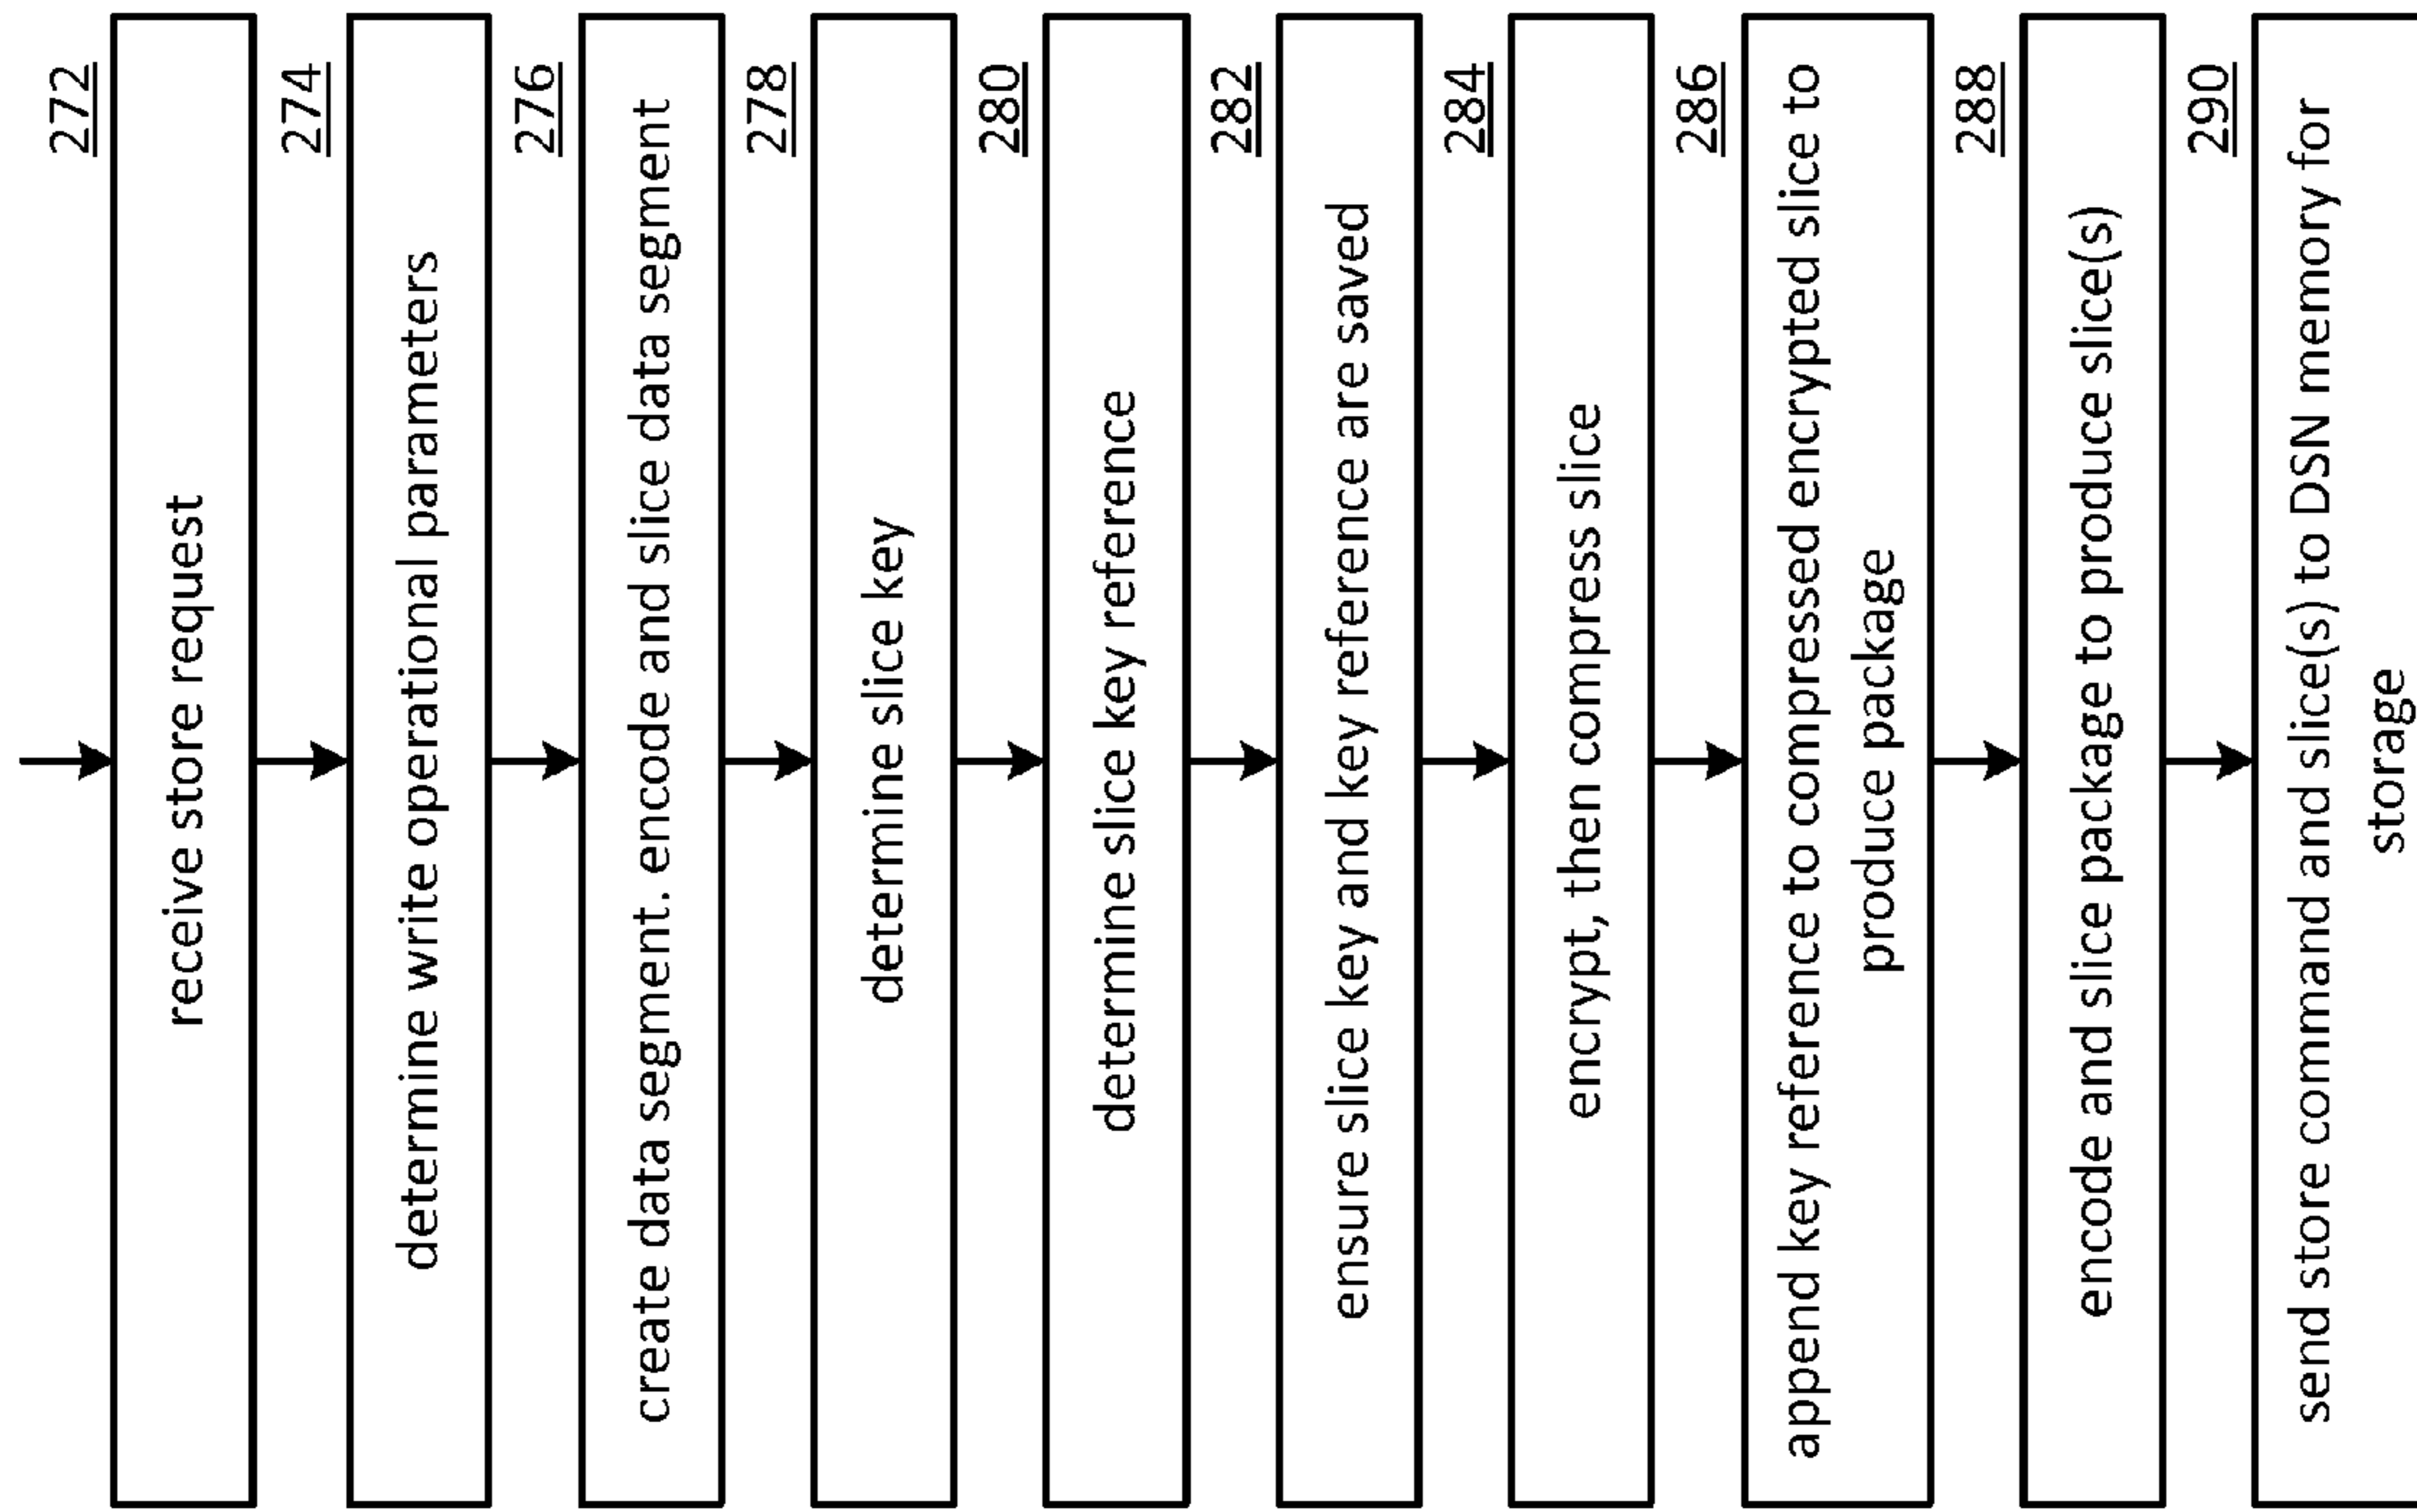 272
receive store request
274
determine write operational parameters
276
create data segment. encode and slice data segment
278
determine slice key
280
determine slice key reference
282
ensure slice key and key reference are saved
284
encrypt, then compress slice
286
append key reference to compressed encrypted slice to
produce package
288
encode and slice package to produce slice(s)
290
send store command and slice(s) to DSN memory for
storage